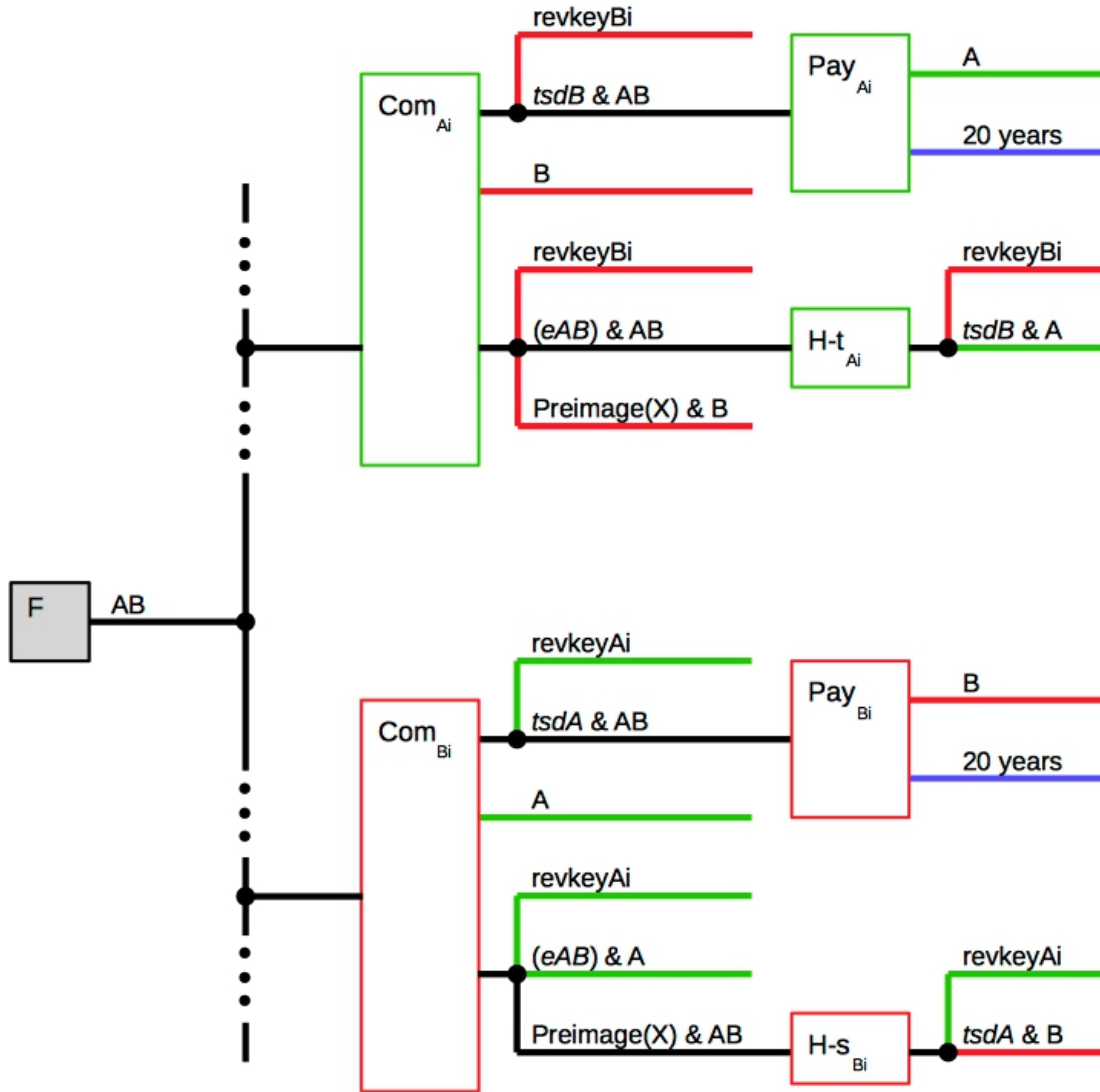 revkeyBi
Com Ai
tsdB & AB
Pay Ai
A
20 years
B
revkeyBi
(eAB) & AB
H-t Ai
revkeyBi
tsdB & A
Preimage(X) & B
F
AB
revkeyAi
Com Bi
tsdA & AB
Pay Bi
B
20 years
A
revkeyAi
(eAB) & A
revkeyAi
Preimage(X) & AB
H-s Bi
tsdA & B